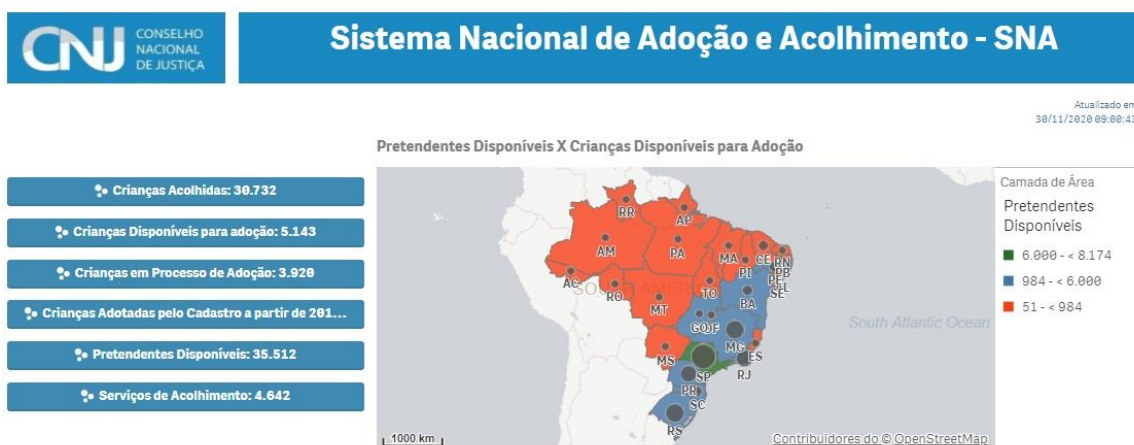 CNJ
CONSELHO
NACIONAL
DE JUSTIÇA
Sistema Nacional de Adoção e Acolhimento - SNA
Atualizado em
30/11/2020 09:00:43
Pretendentes Disponíveis X Crianças Disponíveis para Adoção
Crianças Acolhidas: 30.732
Crianças Disponíveis para adoção: 5.143
Crianças em Processo de Adoção: 3.920
Crianças Adotadas pelo Cadastro a partir de 201...
Pretendentes Disponíveis: 35.512
Serviços de Acolhimento: 4.642
RR
AP
AM
PA
MA
CE
RN
PB
PI
PE
AL
SE
AC
RO
TO
BA
MT
SOUTH AMERICA
GO
DF
MG
ES
MS
SP
RJ
PR
SC
RS
South Atlantic Ocean
1000 km
Contribuidores do © OpenStreetMap
Camada de Área
Pretendentes
Disponíveis
6.000 - < 8.174
984 - < 6.000
51 - < 984